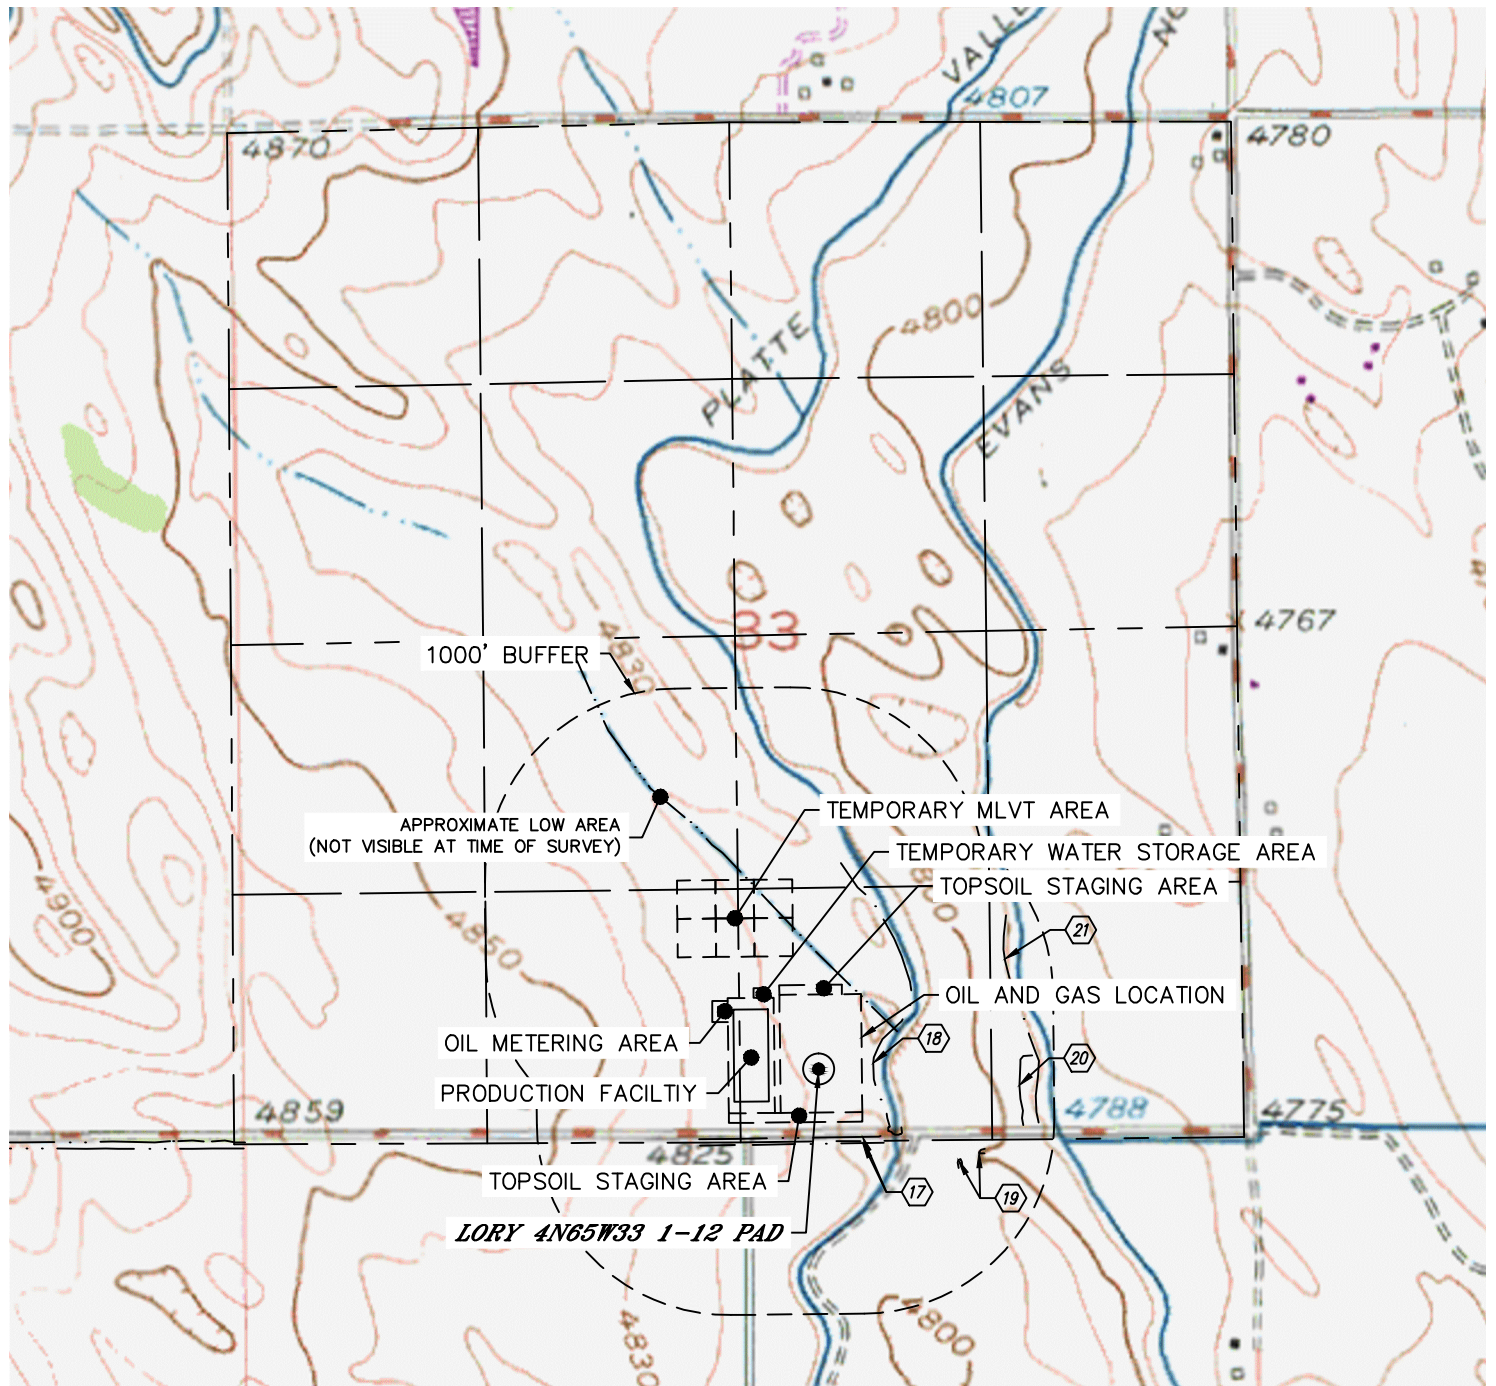 VALL
NO
4807
4870
4780
4800
PLATTE
EVANS
33
4767
4830
1000' BUFFER
TEMPORARY MLVT AREA
APPROXIMATE LOW AREA
(NOT VISIBLE AT TIME OF SURVEY)
TEMPORARY WATER STORAGE AREA
TOPSOIL STAGING AREA
4900
4850
21
OIL AND GAS LOCATION
OIL METERING AREA
18
20
PRODUCTION FACILTIY
4859
4788
4775
4825
TOPSOIL STAGING AREA
17
19
LORY 4N65W33 1-12 PAD
4830
4800